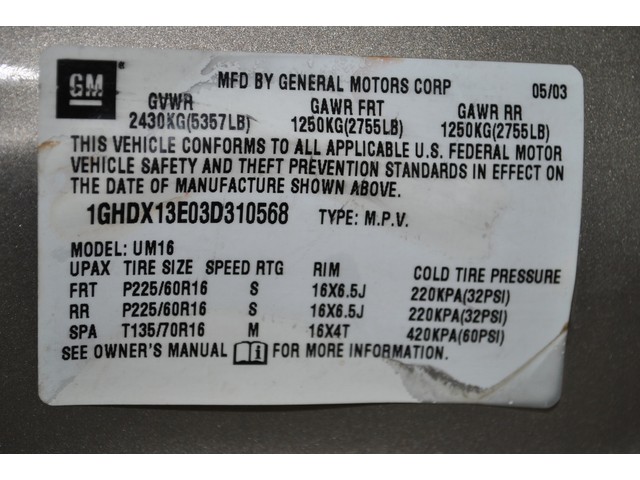 GM
MFD BY GENERAL MOTORS CORP 05/03
GVWR GAWR FRT GAWR RR
2430KG(5357LB) 1250KG(2755LB) 1250KG(2755LB)
THIS VEHICLE CONFORMS TO ALL APPLICABLE U.S. FEDERAL MOTOR
VEHICLE SAFETY AND THEFT PREVENTION STANDARDS IN EFFECT ON
THE DATE OF MANUFACTURE SHOWN ABOVE.
1GHDX13E03D310568 TYPE: M.P.V.
MODEL: UM16
UPAX TIRE SIZE SPEED RTG RIM COLD TIRE PRESSURE
FRT P225/60R16 S 16X6.5J 220KPA(32PSI)
RR P225/60R16 S 16X6.5J 220KPA(32PSI)
SPA T135/70R16 M 16X4T 420KPA(60PSI)
SEE OWNER'S MANUAL i FOR MORE INFORMATION.